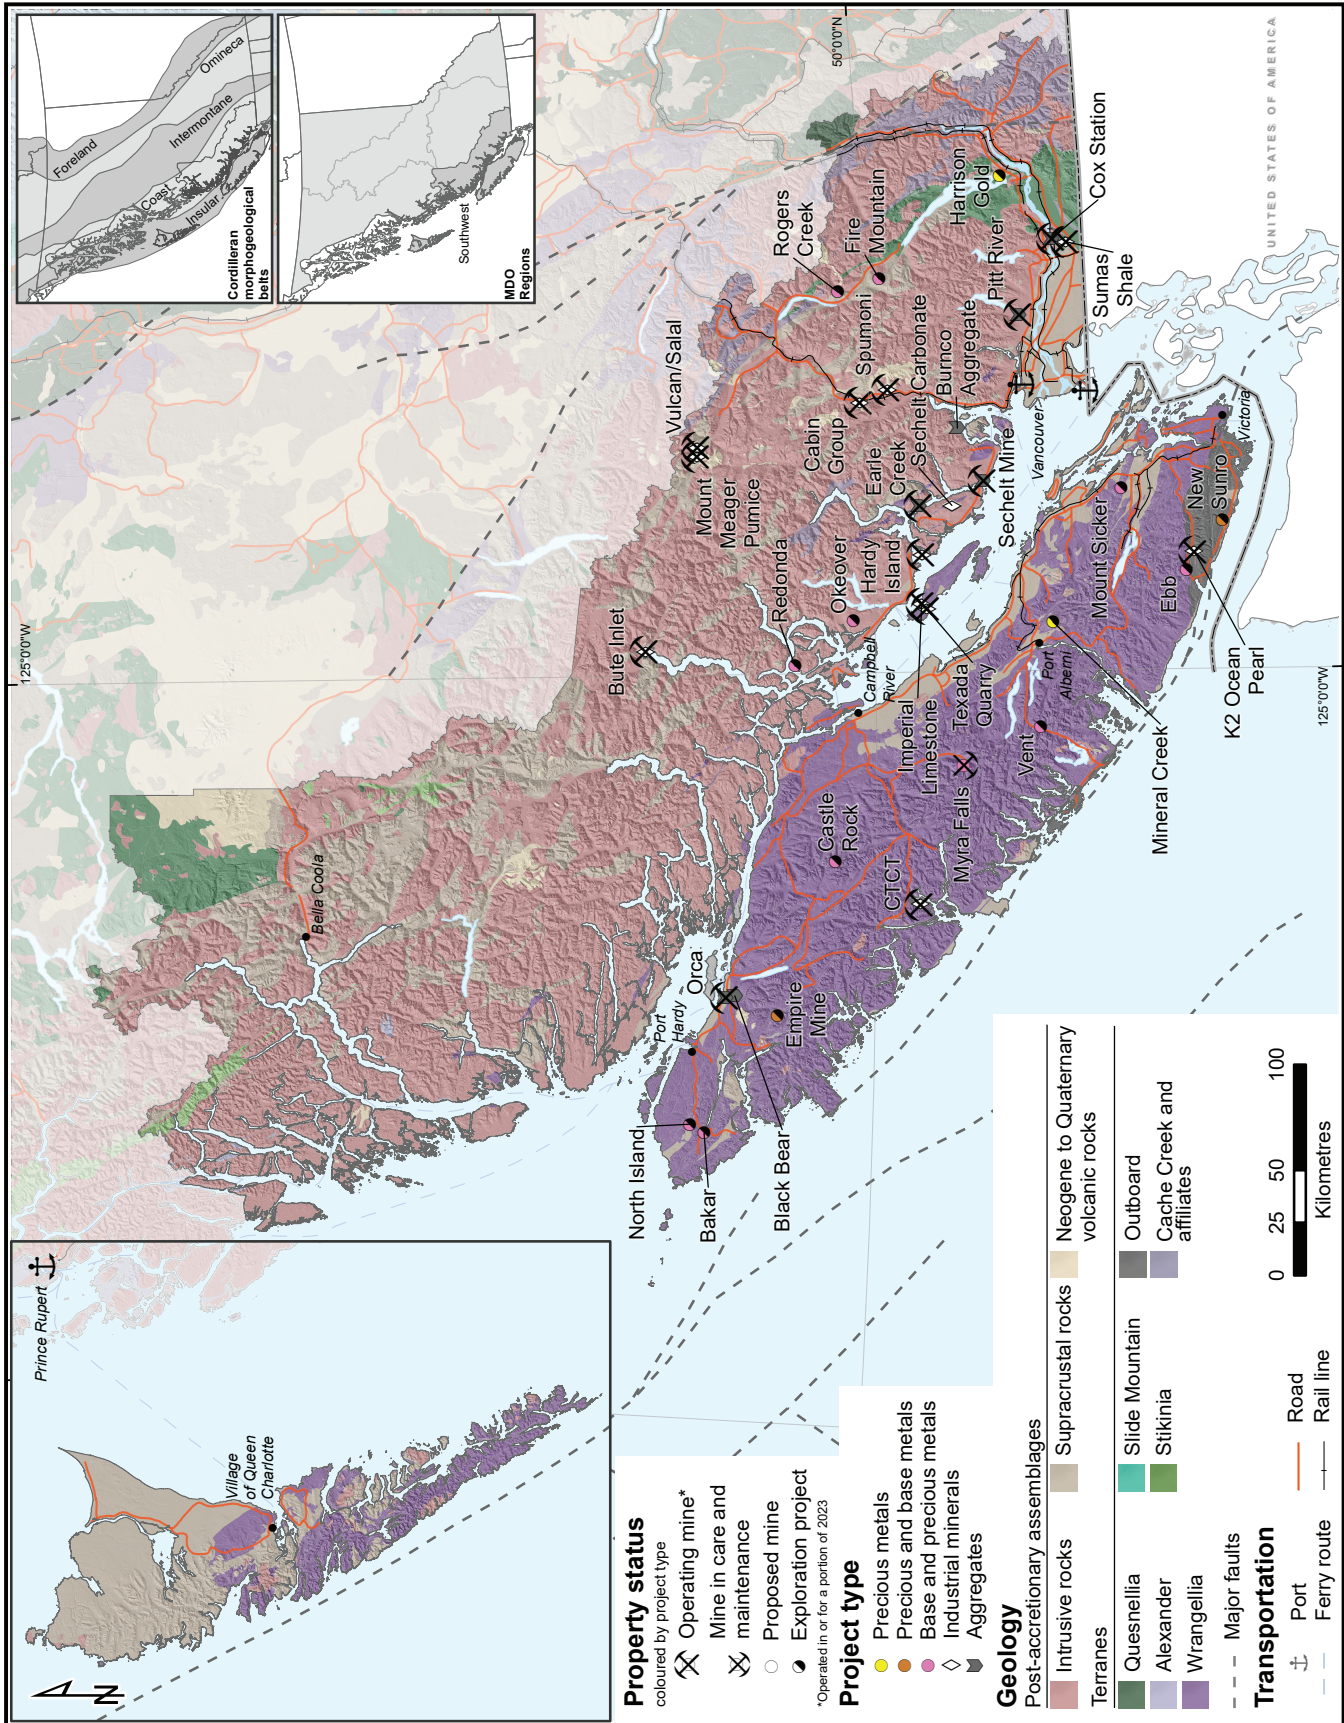 Prince Rupert
Village
of Queen
Charlotte
N
125°0'0"W
50°0'0"N
125°0'0"W
Foreland
Omineca
Intermontane
Coast
Insular
Cordilleran
morphogeological
belts
Southwest
MDO
Regions
UNITED STATES OF AMERICA
Bella Coola
Bute Inlet
Mount
Meager
Pumice
Vulcan/Salal
Rogers
Creek
Fire
Mountain
Harrison
Gold
Pitt River
Cox Station
Sumas
Shale
Spumoni
Cabin
Group
Sechelt Carbonate
Burnco
Aggregate
Earle
Creek
Sechelt Mine
Redonda
Okeover
Hardy
Island
Campbell
River
Vancouver
Victoria
Imperial
Limestone
Texada
Quarry
Port
Alberni
Mount Sicker
New
Sunro
Ebb
K2 Ocean
Pearl
Mineral Creek
Vent
Myra Falls
Castle
Rock
CTCT
Orca
Port
Hardy
Empire
Mine
North Island
Bakar
Black Bear
Property status
coloured by project type
Operating mine*
Mine in care and
maintenance
Proposed mine
Exploration project
*Operated in or for a portion of 2023
Project type
Precious metals
Precious and base metals
Base and precious metals
Industrial minerals
Aggregates
Geology
Post-accretionary assemblages
Intrusive rocks
Supracrustal rocks
Neogene to Quaternary
volcanic rocks
Terranes
Quesnellia
Slide Mountain
Outboard
Alexander
Stikinia
Cache Creek and
affiliates
Wrangellia
Major faults
Transportation
Port
Road
Ferry route
Rail line
0 25 50 100
Kilometres